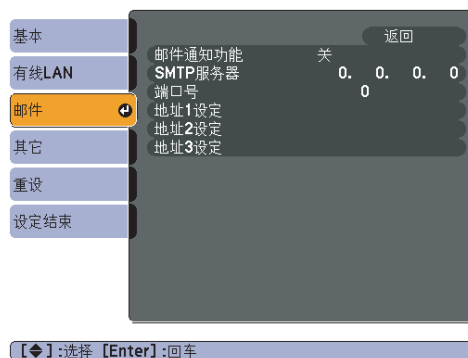 基本
有线LAN
邮件
其它
重设
设定结束
返回
邮件通知功能 关
SMTP服务器 0. 0. 0. 0
端口号 0
地址1设定
地址2设定
地址3设定
[◆] :选择 [Enter] :回车